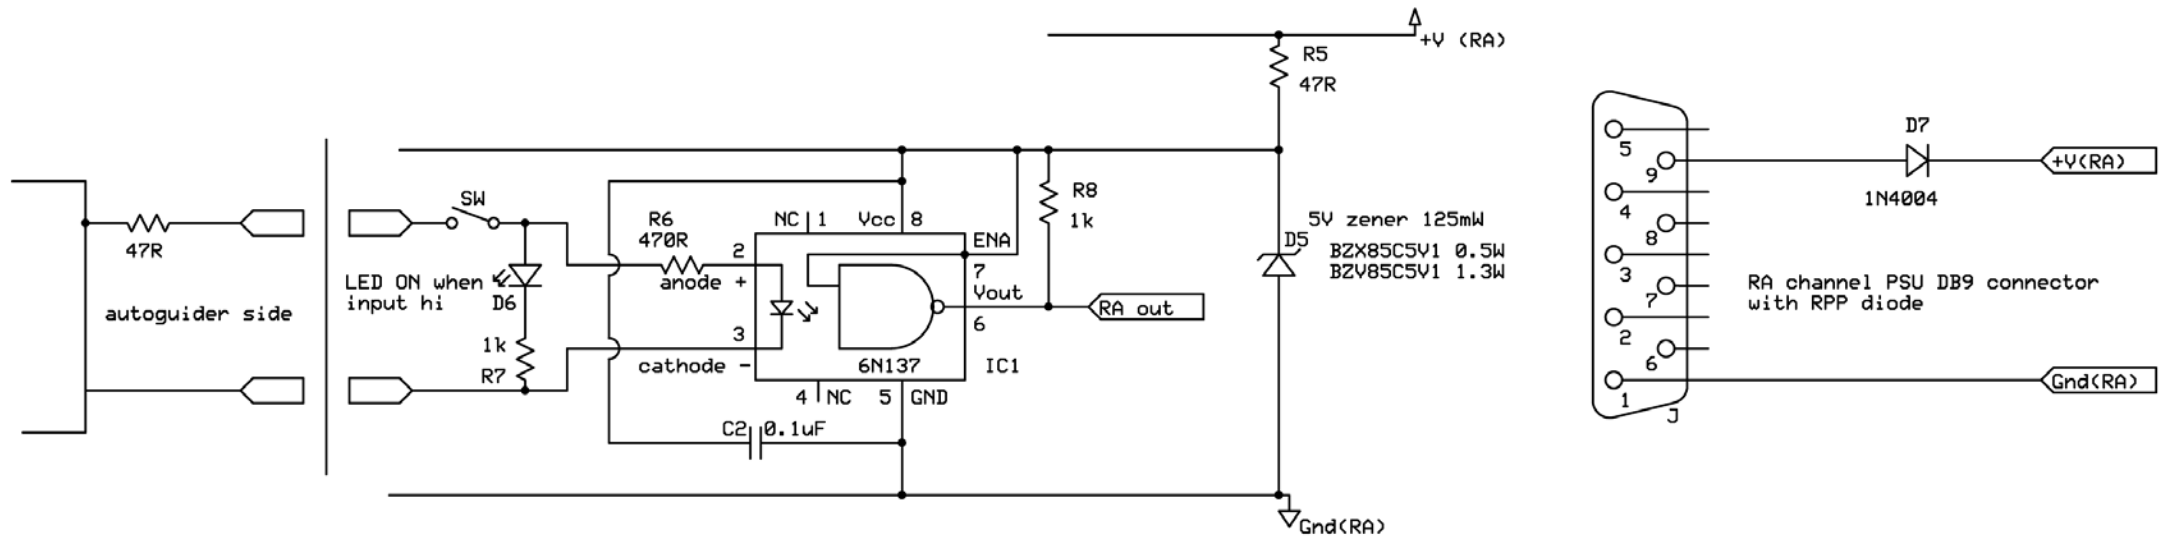 +V (RA)
R5
47R
47R
autoguider side
SW
LED ON when
input hi
D6
1k
R7
R6
470R
anode +
cathode -
2
3
NC
1
Vcc
8
ENA
7
Vout
6
6N137
IC1
4
NC
5
GND
C2
0.1uF
R8
1k
RA out
5V zener 125mW
D5
BZX85C5V1 0.5W
BZV85C5V1 1.3W
Gnd(RA)
5
9
4
8
3
7
2
6
1
J
D7
1N4004
+V(RA)
RA channel PSU DB9 connector
with RPP diode
Gnd(RA)